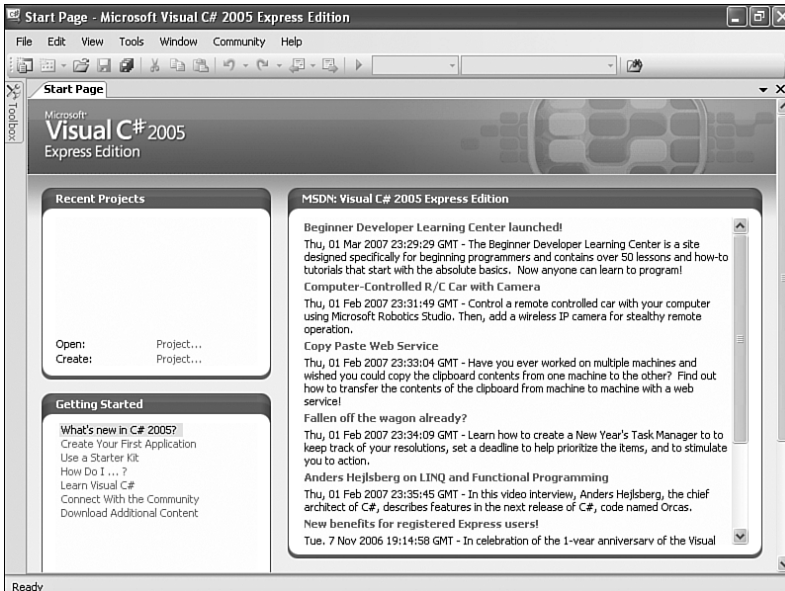 Start Page - Microsoft Visual C# 2005 Express Edition
File Edit View Tools Window Community Help
Toolbox
Start Page
Microsoft
Visual C# 2005
Express Edition
Recent Projects
Open: Project...
Create: Project...
Getting Started
What's new in C# 2005?
Create Your First Application
Use a Starter Kit
How Do I ... ?
Learn Visual C#
Connect With the Community
Download Additional Content
MSDN: Visual C# 2005 Express Edition
Beginner Developer Learning Center launched!
Thu, 01 Mar 2007 23:29:29 GMT - The Beginner Developer Learning Center is a site
designed specifically for beginning programmers and contains over 50 lessons and how-to
tutorials that start with the absolute basics. Now anyone can learn to program!
Computer-Controlled R/C Car with Camera
Thu, 01 Feb 2007 23:31:49 GMT - Control a remote controlled car with your computer
using Microsoft Robotics Studio. Then, add a wireless IP camera for stealthy remote
operation.
Copy Paste Web Service
Thu, 01 Feb 2007 23:33:04 GMT - Have you ever worked on multiple machines and
wished you could copy the clipboard contents from one machine to the other? Find out
how to transfer the contents of the clipboard from machine to machine with a web
service!
Fallen off the wagon already?
Thu, 01 Feb 2007 23:34:09 GMT - Learn how to create a New Year's Task Manager to to
keep track of your resolutions, set a deadline to help prioritize the items, and to stimulate
you to action.
Anders Hejlsberg on LINQ and Functional Programming
Thu, 01 Feb 2007 23:35:45 GMT - In this video interview, Anders Hejlsberg, the chief
architect of C#, describes features in the next release of C#, code named Orcas.
New benefits for registered Express users!
Tue, 7 Nov 2006 19:14:58 GMT - In celebration of the 1-year anniversary of the Visual
Ready